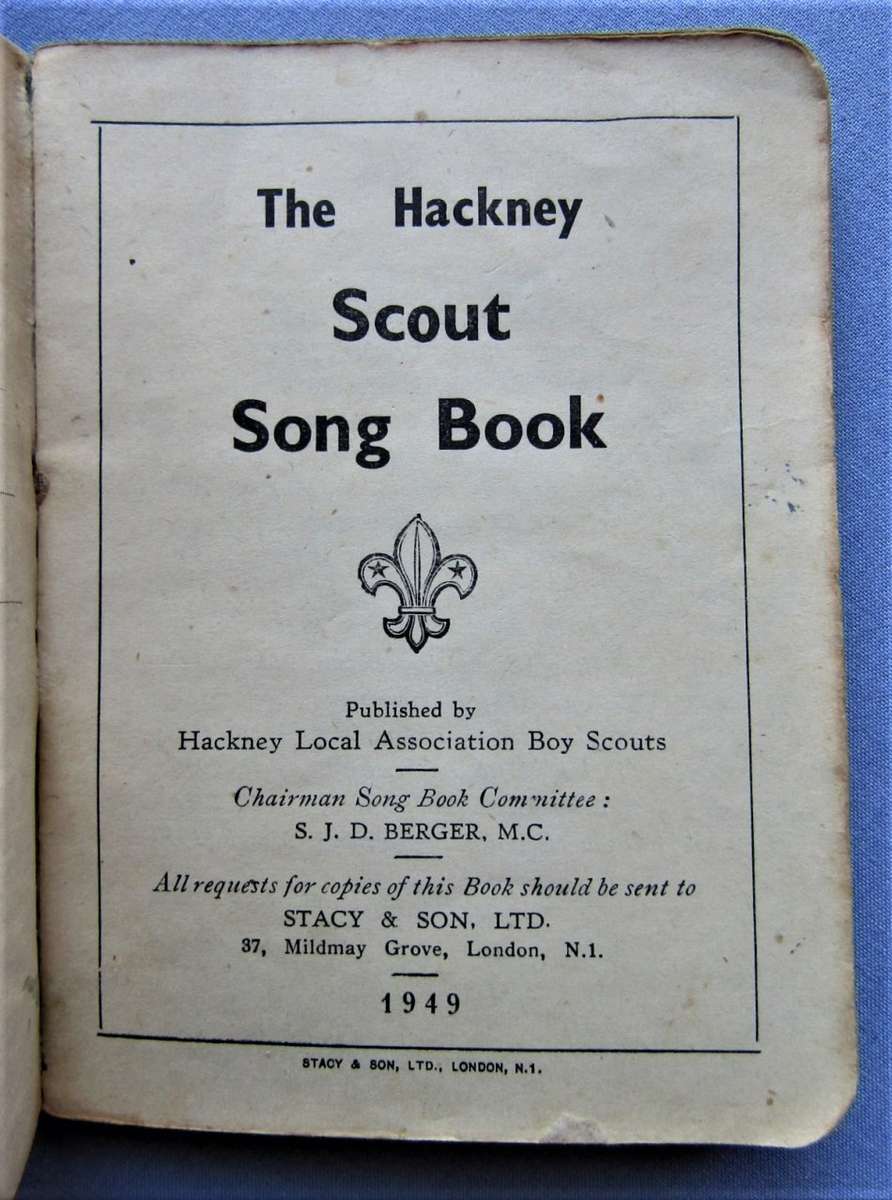 The Hackney
Scout
Song Book
Published by
Hackney Local Association Boy Scouts
Chairman Song Book Committee :
S. J. D. BERGER, M.C.
All requests for copies of this Book should be sent to
STACY & SON, LTD.
37, Mildmay Grove, London, N.1.
1949
STACY & SON, LTD., LONDON, N.1.